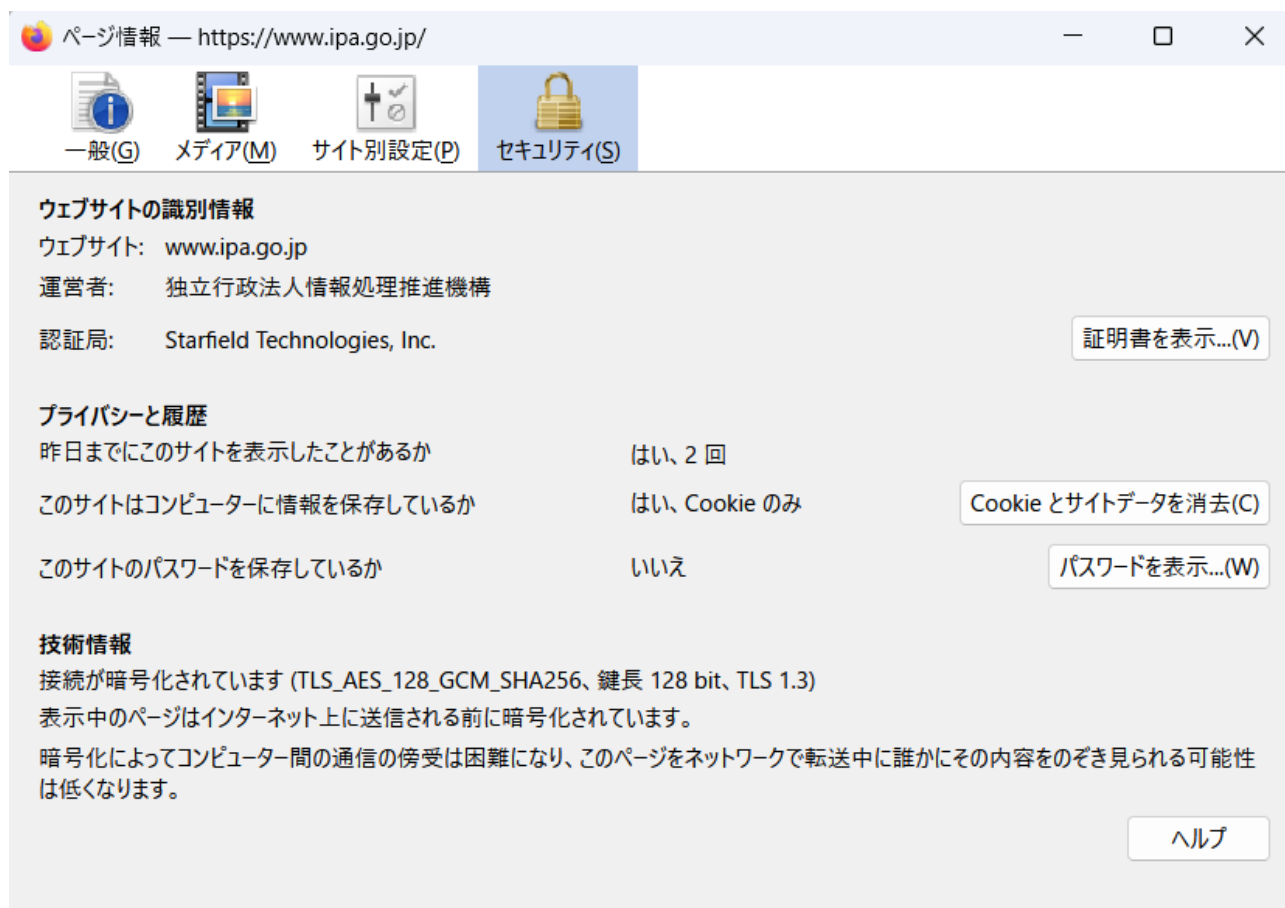 ページ情報 — https://www.ipa.go.jp/
一般(G) メディア(M) サイト別設定(P) セキュリティ(S)
ウェブサイトの識別情報
ウェブサイト: www.ipa.go.jp
運営者: 独立行政法人情報処理推進機構
認証局: Starfield Technologies, Inc. 証明書を表示...(V)
プライバシーと履歴
昨日までにこのサイトを表示したことがあるか はい、2 回
このサイトはコンピューターに情報を保存しているか はい、Cookie のみ Cookie とサイトデータを消去(C)
このサイトのパスワードを保存しているか いいえ パスワードを表示...(W)
技術情報
接続が暗号化されています (TLS_AES_128_GCM_SHA256、鍵長 128 bit、TLS 1.3)
表示中のページはインターネット上に送信される前に暗号化されています。
暗号化によってコンピューター間の通信の傍受は困難になり、このページをネットワークで転送中に誰かにその内容をのぞき見られる可能性
は低くなります。
ヘルプ